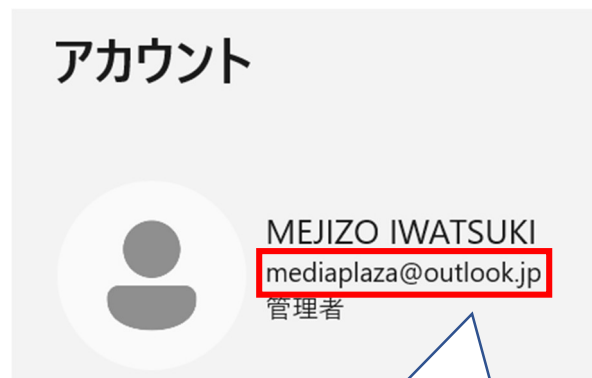 アカウント
MEJIZO IWATSUKI
mediaplaza@outlook.jp
管理者